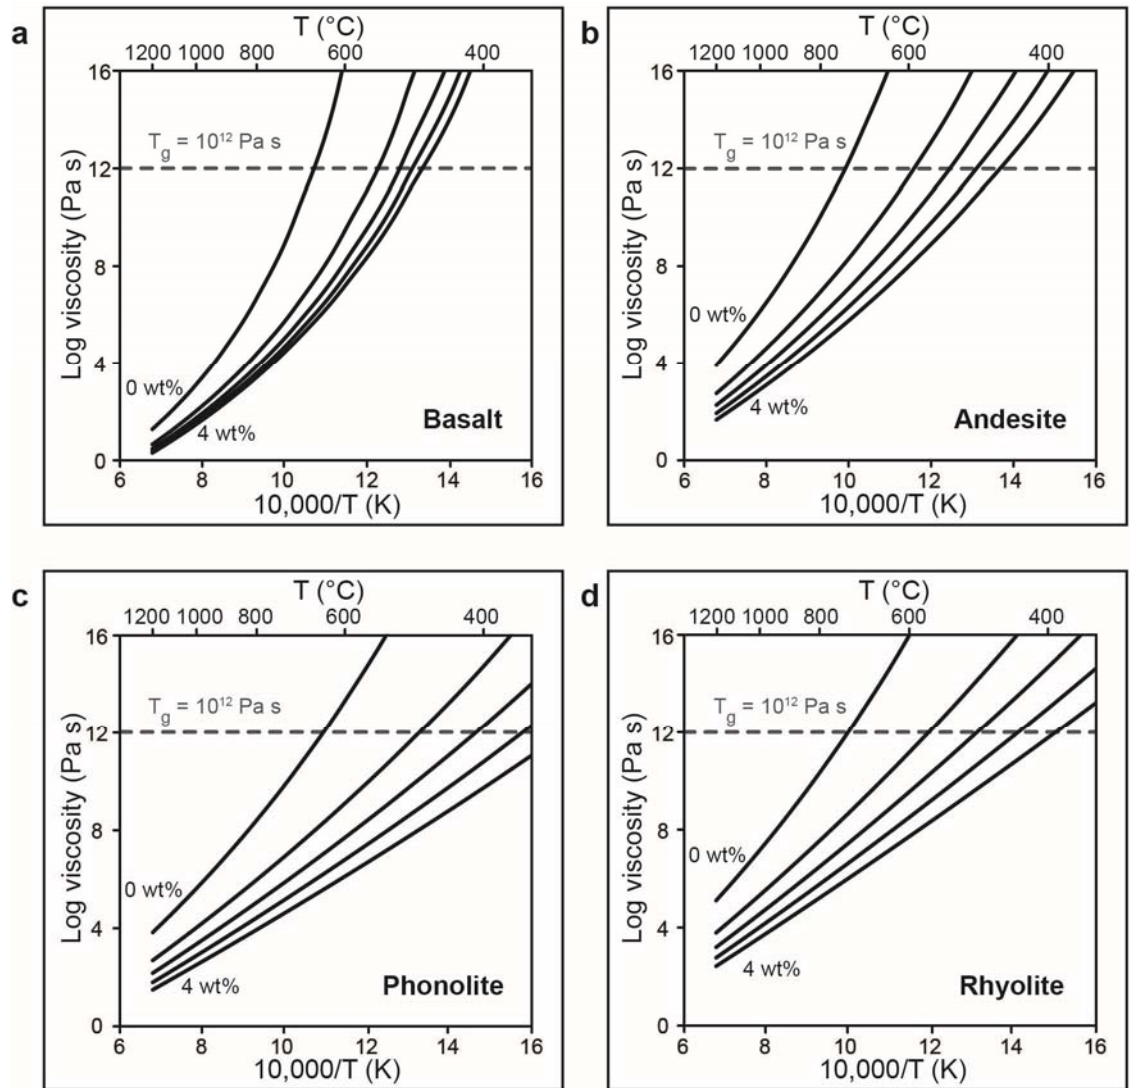 a
T (°C)
1200 1000 800 600 400
16
T_g = 10^12 Pa s
12
Log viscosity (Pa s)
8
4
0 wt%
4 wt%
Basalt
0
6 8 10 12 14 16
10,000/T (K)
b
T (°C)
1200 1000 800 600 400
16
T_g = 10^12 Pa s
12
Log viscosity (Pa s)
8
0 wt%
4
4 wt%
Andesite
0
6 8 10 12 14 16
10,000/T (K)
c
T (°C)
1200 1000 800 600 400
16
T_g = 10^12 Pa s
12
Log viscosity (Pa s)
8
0 wt%
4
4 wt%
Phonolite
0
6 8 10 12 14 16
10,000/T (K)
d
T (°C)
1200 1000 800 600 400
16
T_g = 10^12 Pa s
12
Log viscosity (Pa s)
8
0 wt%
4
4 wt%
Rhyolite
0
6 8 10 12 14 16
10,000/T (K)